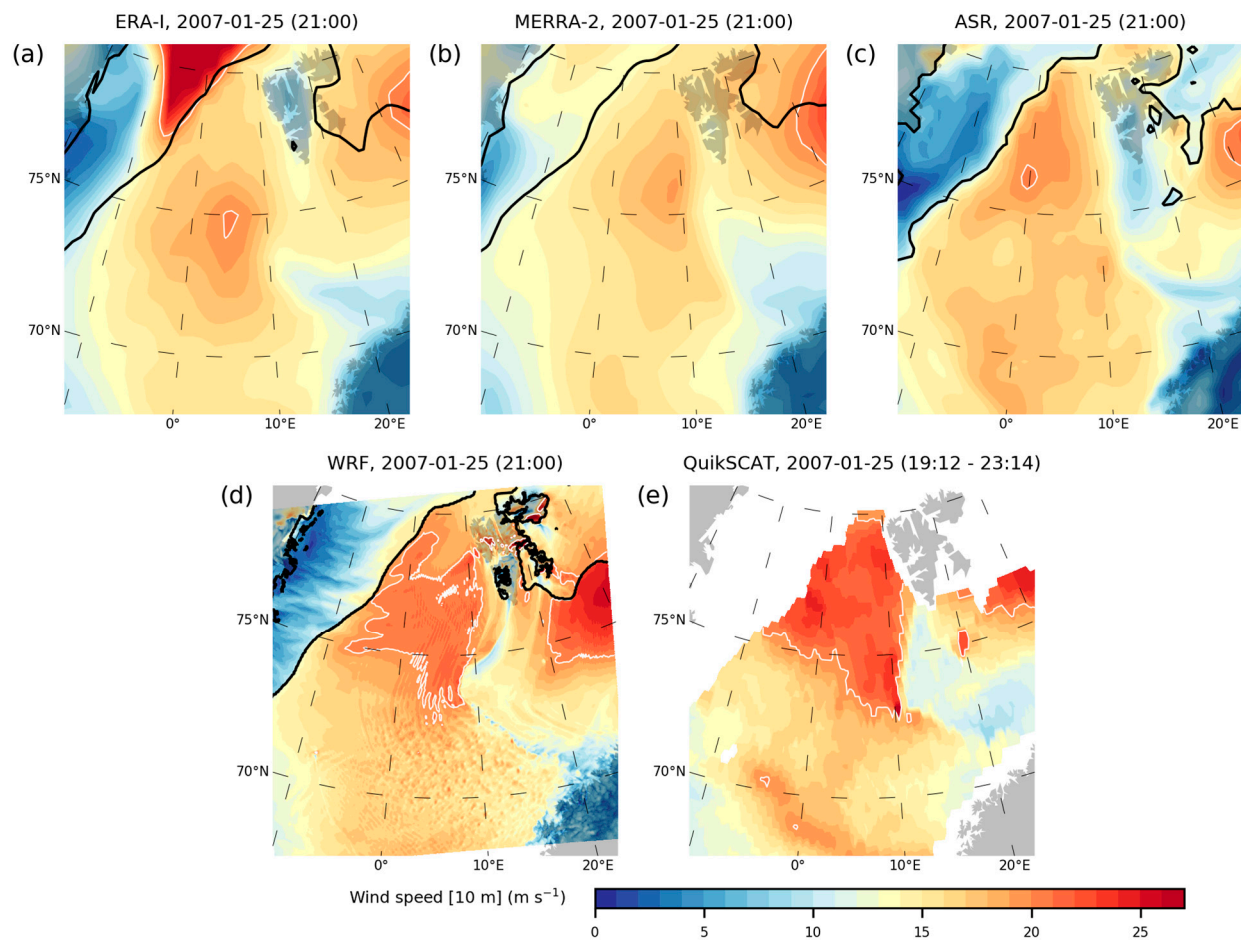 ERA-I, 2007-01-25 (21:00)
MERRA-2, 2007-01-25 (21:00)
ASR, 2007-01-25 (21:00)
(a)
(b)
(c)
75°N
75°N
75°N
70°N
70°N
70°N
0° 10°E 20°E
0° 10°E 20°E
0° 10°E 20°E
WRF, 2007-01-25 (21:00)
QuikSCAT, 2007-01-25 (19:12 - 23:14)
(d)
(e)
75°N
75°N
70°N
70°N
0° 10°E 20°E
0° 10°E 20°E
Wind speed [10 m] (m s⁻¹)
0 5 10 15 20 25